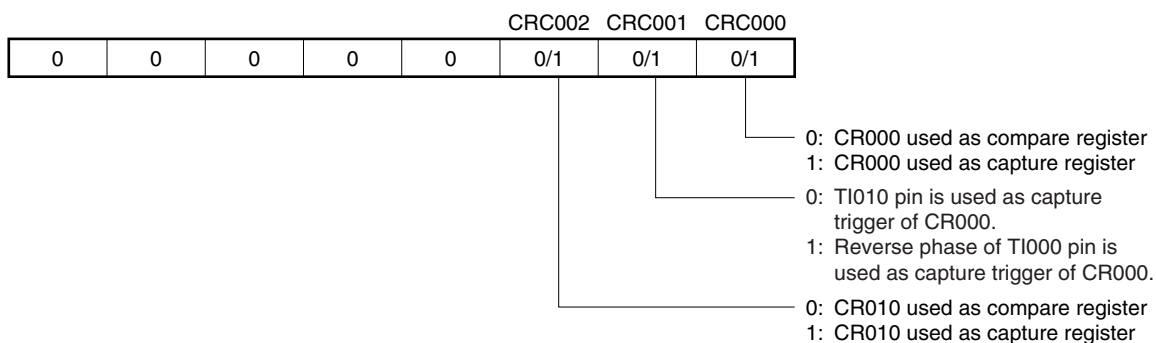 CRC002 CRC001 CRC000
0 0 0 0 0 0/1 0/1 0/1
0: CR000 used as compare register
1: CR000 used as capture register
0: TI010 pin is used as capture
trigger of CR000.
1: Reverse phase of TI000 pin is
used as capture trigger of CR000.
0: CR010 used as compare register
1: CR010 used as capture register